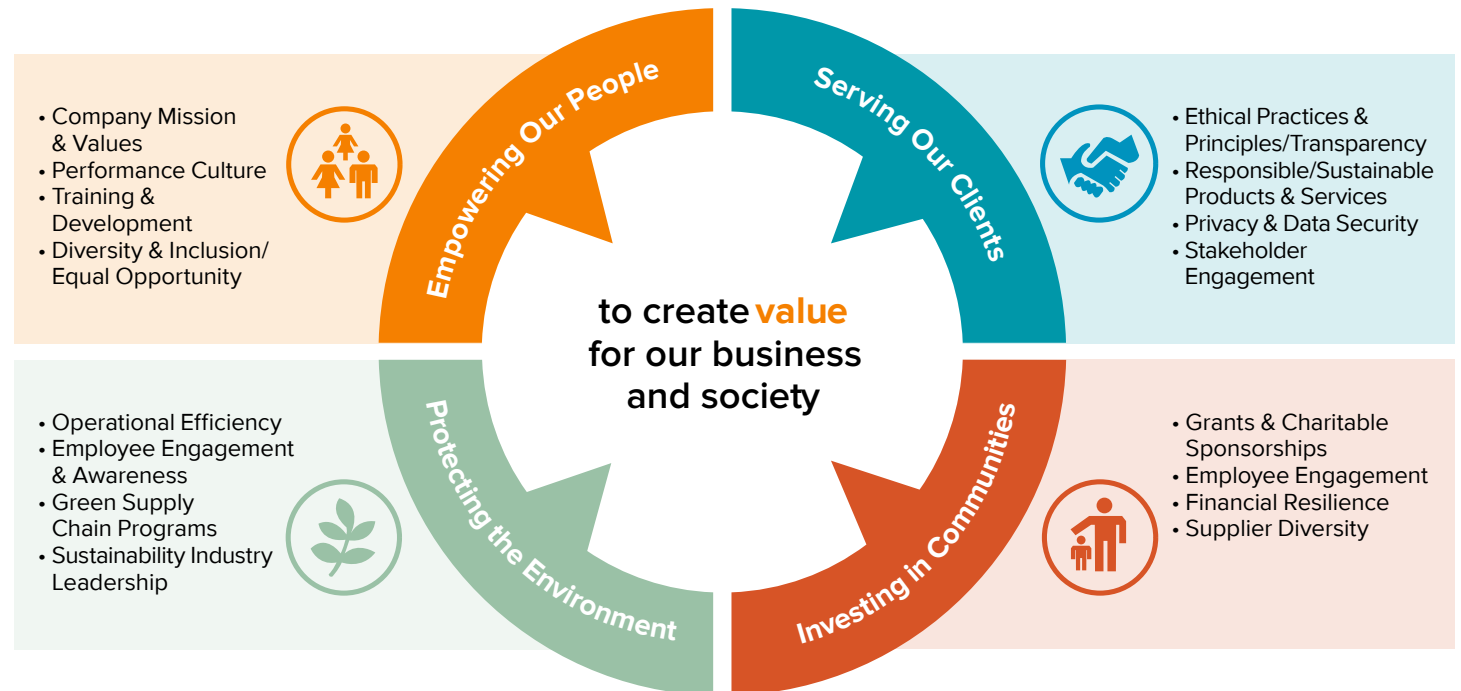 Empowering Our People
• Company Mission
& Values
• Performance Culture
• Training &
Development
• Diversity & Inclusion/
Equal Opportunity
Serving Our Clients
• Ethical Practices &
Principles/Transparency
• Responsible/Sustainable
Products & Services
• Privacy & Data Security
• Stakeholder
Engagement
to create value
for our business
and society
Protecting the Environment
• Operational Efficiency
• Employee Engagement
& Awareness
• Green Supply
Chain Programs
• Sustainability Industry
Leadership
Investing in Communities
• Grants & Charitable
Sponsorships
• Employee Engagement
• Financial Resilience
• Supplier Diversity